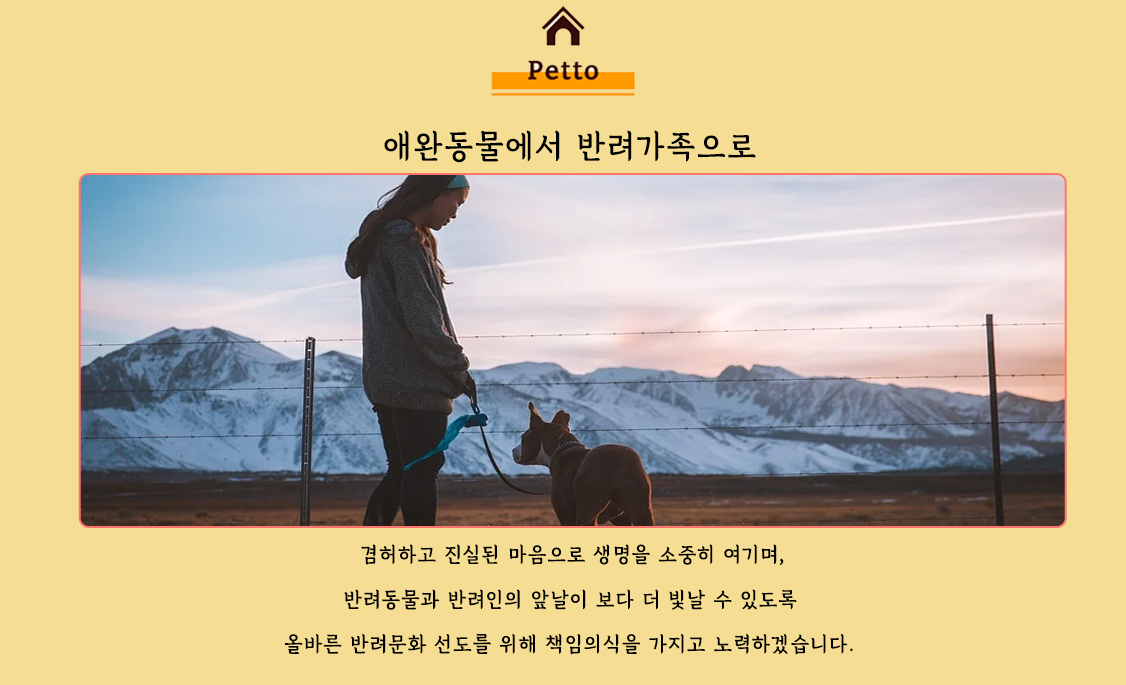 Petto
애완동물에서 반려가족으로
겸허하고 진실된 마음으로 생명을 소중히 여기며,
반려동물과 반려인의 앞날이 보다 더 빛날 수 있도록
올바른 반려문화 선도를 위해 책임의식을 가지고 노력하겠습니다.